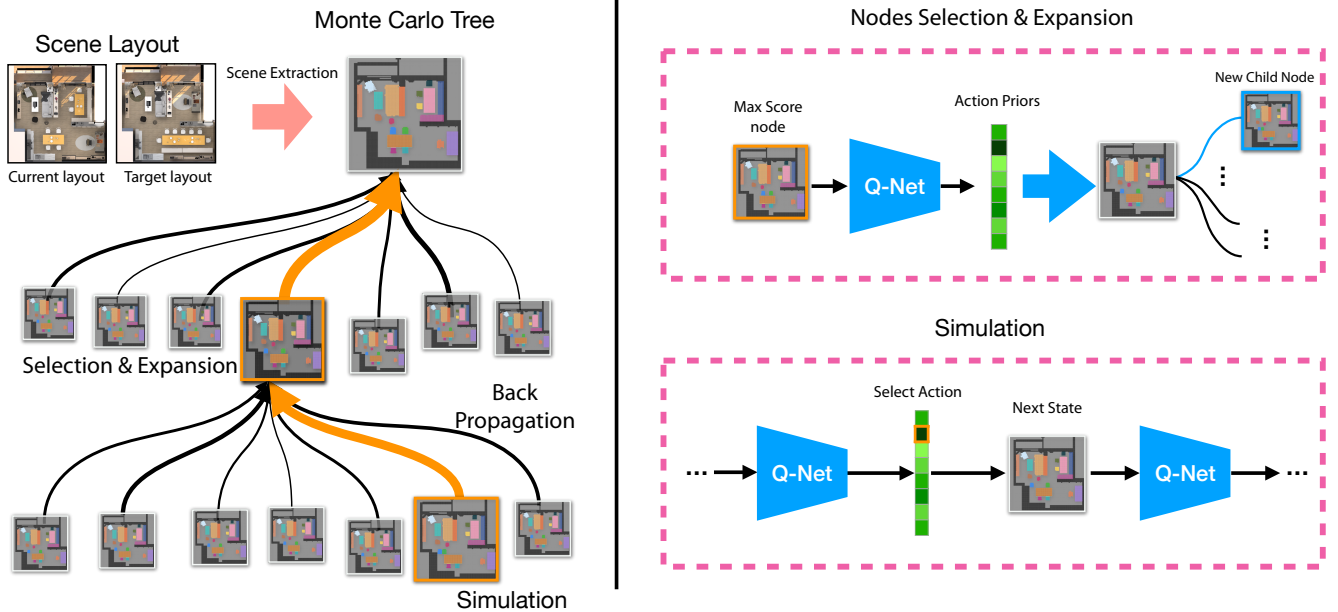 Monte Carlo Tree
Scene Layout
Scene Extraction
Current layout
Target layout
Selection & Expansion
Back
Propagation
Simulation
Nodes Selection & Expansion
Max Score
node
Q-Net
Action Priors
New Child Node
...
...
Simulation
...
Q-Net
Select Action
Next State
Q-Net
...